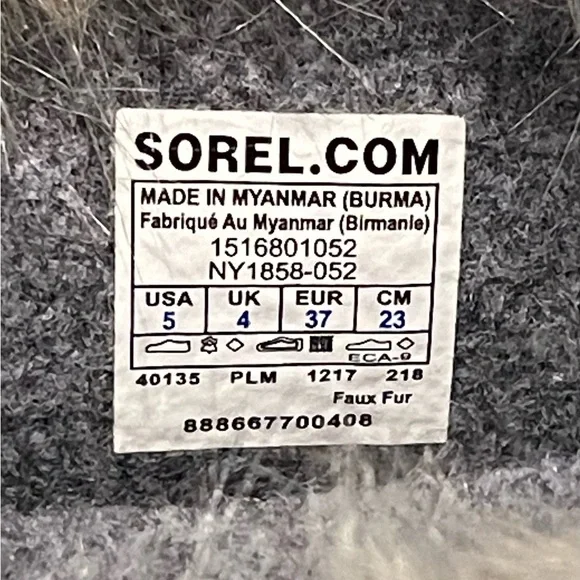 SOREL.COM
MADE IN MYANMAR (BURMA)
Fabriqué Au Myanmar (Birmanie)
1516801052
NY1858-052
USA UK EUR CM
5 4 37 23
ECA-9
40135 PLM 1217 218
Faux Fur
888667700408